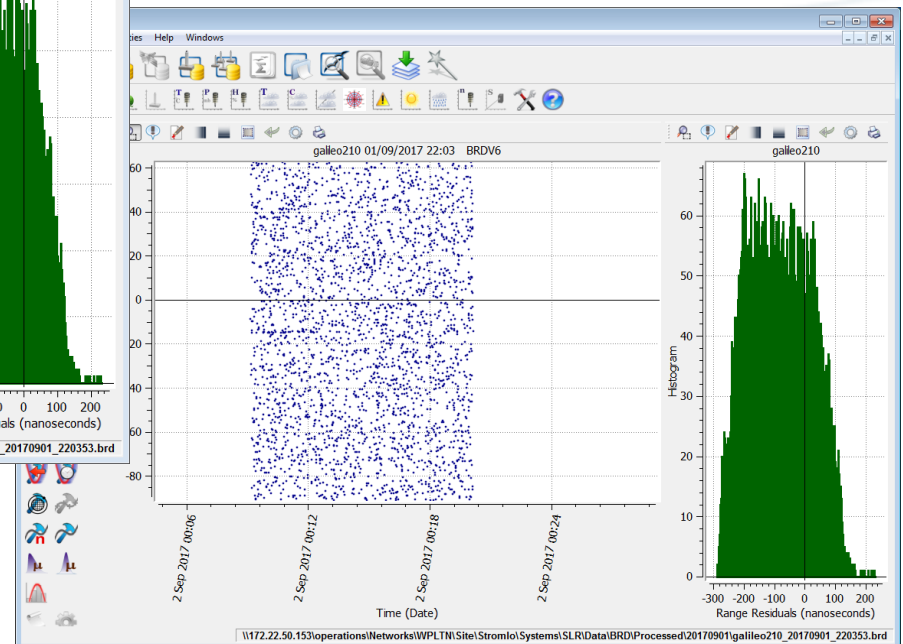 ties Help Windows
galileo210 01/09/2017 22:03 BRDV6
galileo210
60
40
20
0
20
40
60
-80
2 Sep 2017 00:06
2 Sep 2017 00:12
2 Sep 2017 00:18
2 Sep 2017 00:24
Time (Date)
Histogram
60
50
40
30
20
10
0
-300 -200 -100 0 100 200
Range Residuals (nanoseconds)
0 0 100 200
uals (nanoseconds)
_20170901_220353.brd
\\172.22.50.153\operations\Networks\WPLTN\Site\Stromlo\Systems\SLR\Data\BRD\Processed\20170901\galileo210_20170901_220353.brd